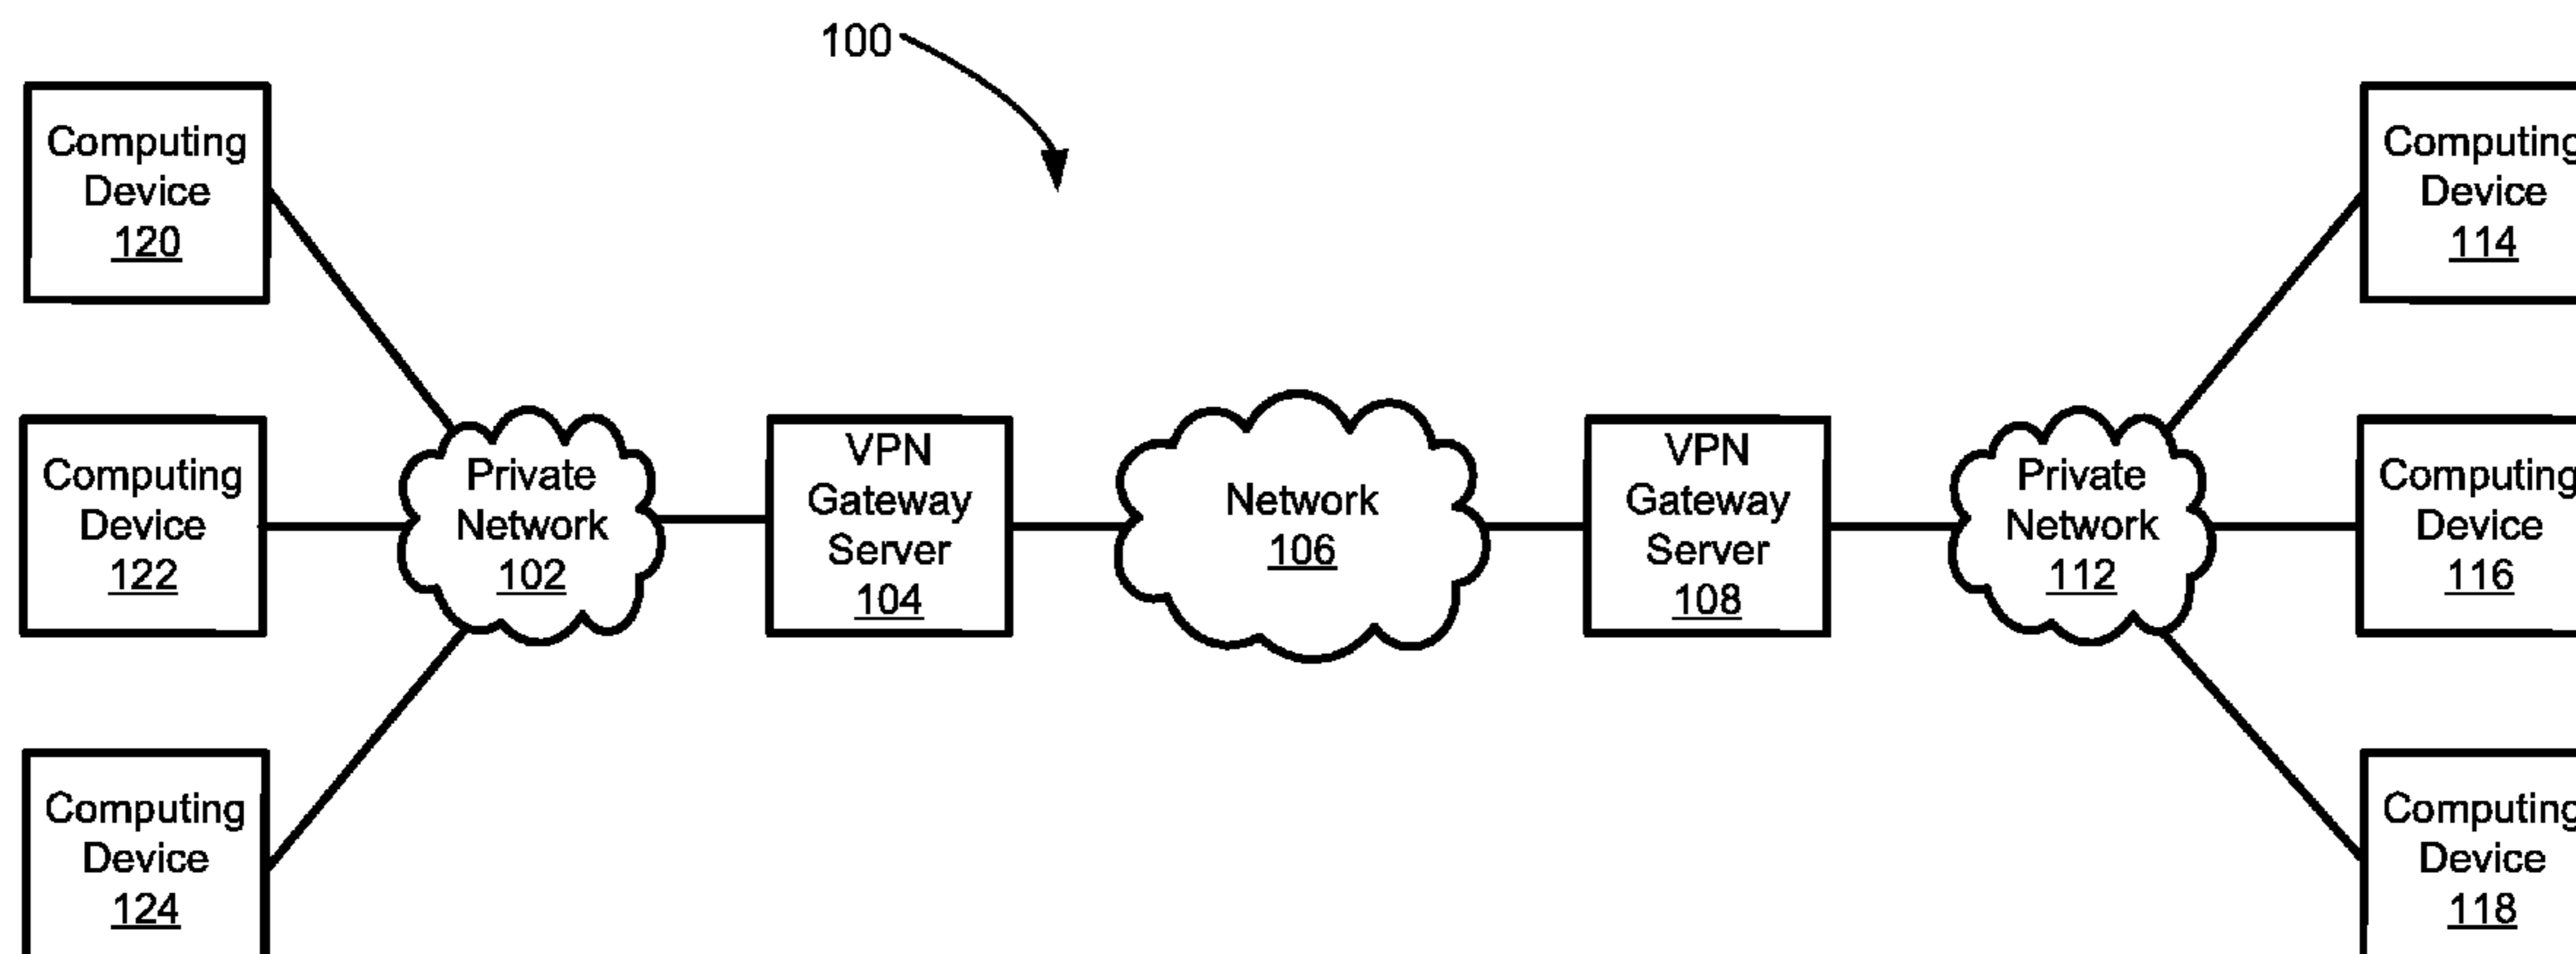 100
Computing
Device
120
Computing
Device
114
Computing
Device
122
Private
Network
102
VPN
Gateway
Server
104
Network
106
VPN
Gateway
Server
108
Private
Network
112
Computing
Device
116
Computing
Device
124
Computing
Device
118